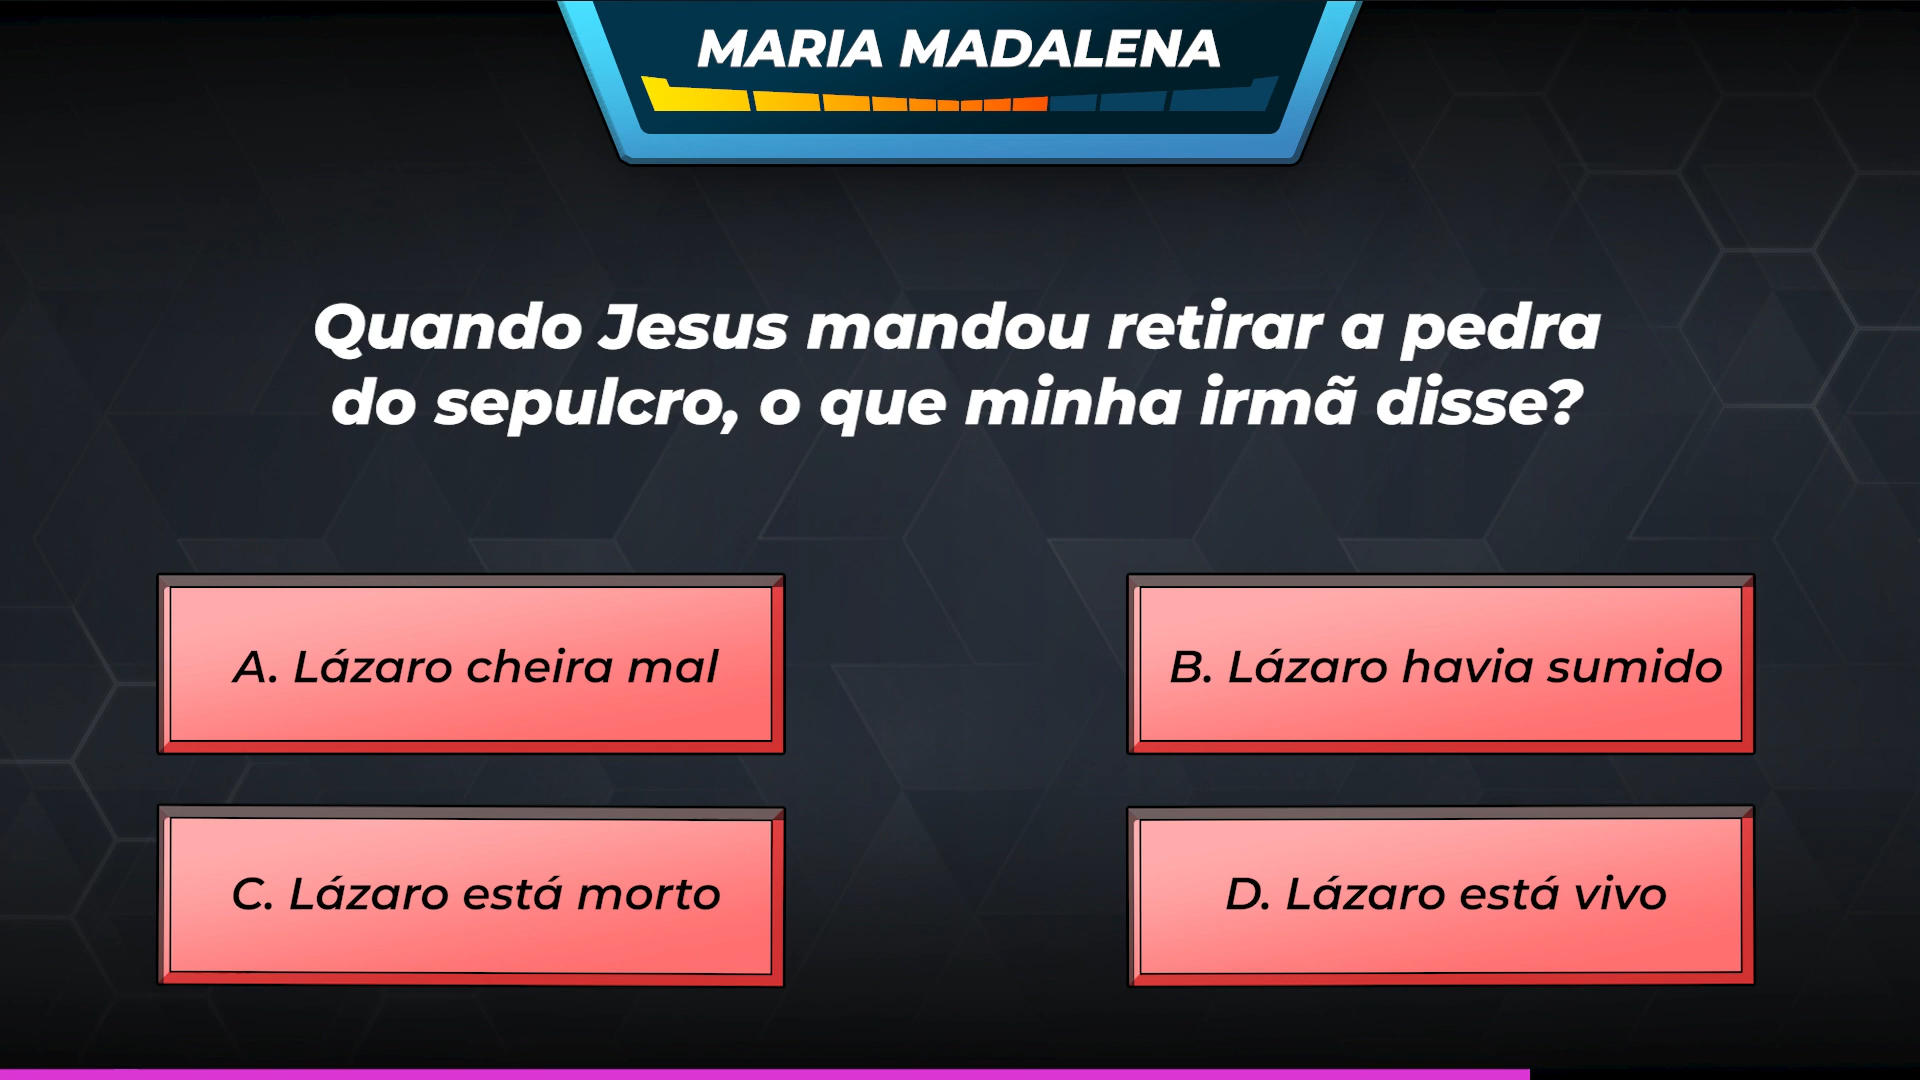 MARIA MADALENA
Quando Jesus mandou retirar a pedra
do sepulcro, o que minha irmã disse?
A. Lázaro cheira mal
B. Lázaro havia sumido
C. Lázaro está morto
D. Lázaro está vivo